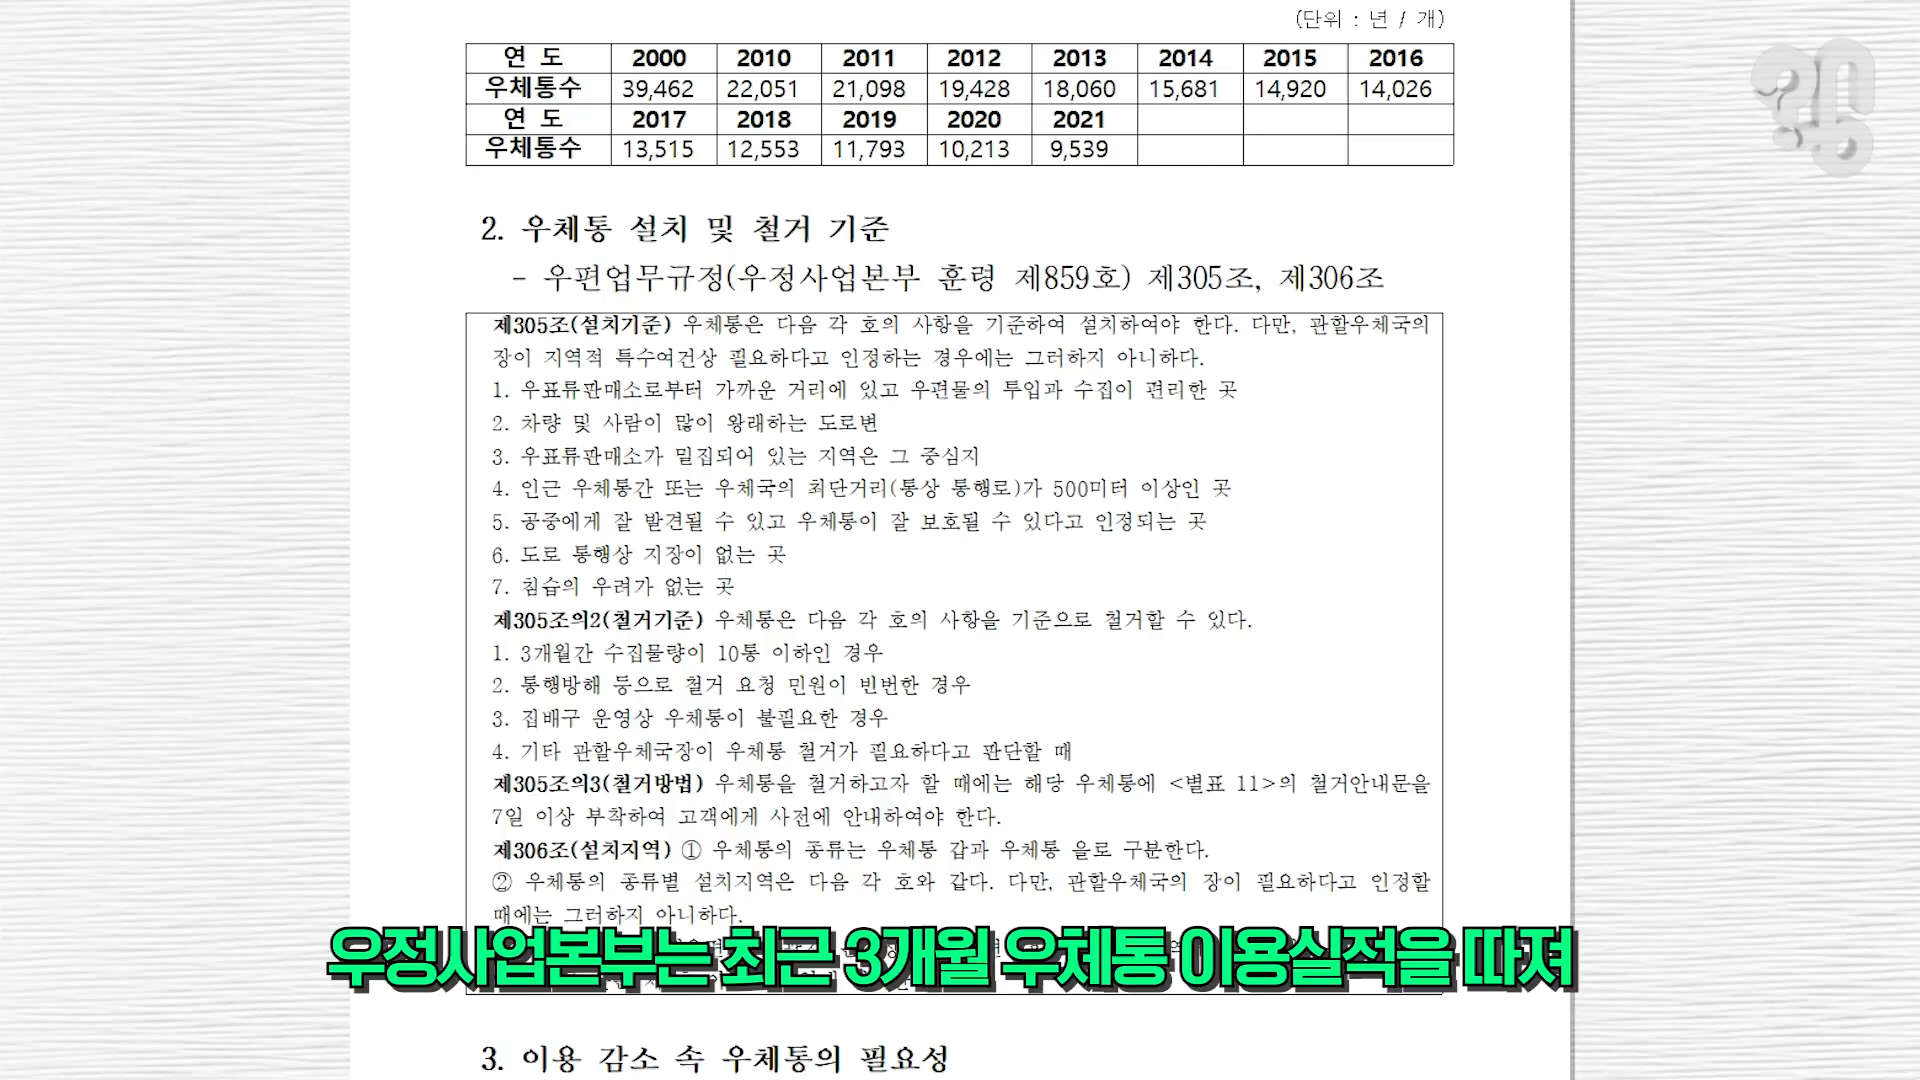 (단위 : 년 / 개)
연 도 2000 2010 2011 2012 2013 2014 2015 2016
우체통수 39,462 22,051 21,098 19,428 18,060 15,681 14,920 14,026
연 도 2017 2018 2019 2020 2021
우체통수 13,515 12,553 11,793 10,213 9,539
2. 우체통 설치 및 철거 기준
- 우편업무규정(우정사업본부 훈령 제859호) 제305조, 제306조
제305조(설치기준) 우체통은 다음 각 호의 사항을 기준하여 설치하여야 한다. 다만, 관할우체국의
장이 지역적 특수여건상 필요하다고 인정하는 경우에는 그러하지 아니하다.
1. 우표류판매소로부터 가까운 거리에 있고 우편물의 투입과 수집이 편리한 곳
2. 차량 및 사람이 많이 왕래하는 도로변
3. 우표류판매소가 밀집되어 있는 지역은 그 중심지
4. 인근 우체통간 또는 우체국의 최단거리(통상 통행로)가 500미터 이상인 곳
5. 공중에게 잘 발견될 수 있고 우체통이 잘 보호될 수 있다고 인정되는 곳
6. 도로 통행상 지장이 없는 곳
7. 침습의 우려가 없는 곳
제305조의2(철거기준) 우체통은 다음 각 호의 사항을 기준으로 철거할 수 있다.
1. 3개월간 수집물량이 10통 이하인 경우
2. 통행방해 등으로 철거 요청 민원이 빈번한 경우
3. 집배구 운영상 우체통이 불필요한 경우
4. 기타 관할우체국장이 우체통 철거가 필요하다고 판단할 때
제305조의3(철거방법) 우체통을 철거하고자 할 때에는 해당 우체통에 <별표 11>의 철거안내문을
7일 이상 부착하여 고객에게 사전에 안내하여야 한다.
제306조(설치지역) ① 우체통의 종류는 우체통 갑과 우체통 을로 구분한다.
② 우체통의 종류별 설치지역은 다음 각 호와 같다. 다만, 관할우체국의 장이 필요하다고 인정할
때에는 그러하지 아니하다.
우정사업본부는 최근 3개월 우체통 이용실적을 따져
3. 이용 감소 속 우체통의 필요성